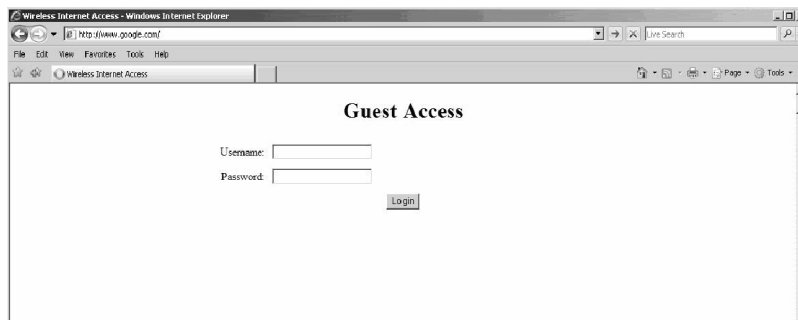 Wireless Internet Access - Windows Internet Explorer
http://www.google.com/
Live Search
File Edit View Favorites Tools Help
Wireless Internet Access
Page Tools
Guest Access
Username:
Password:
Login